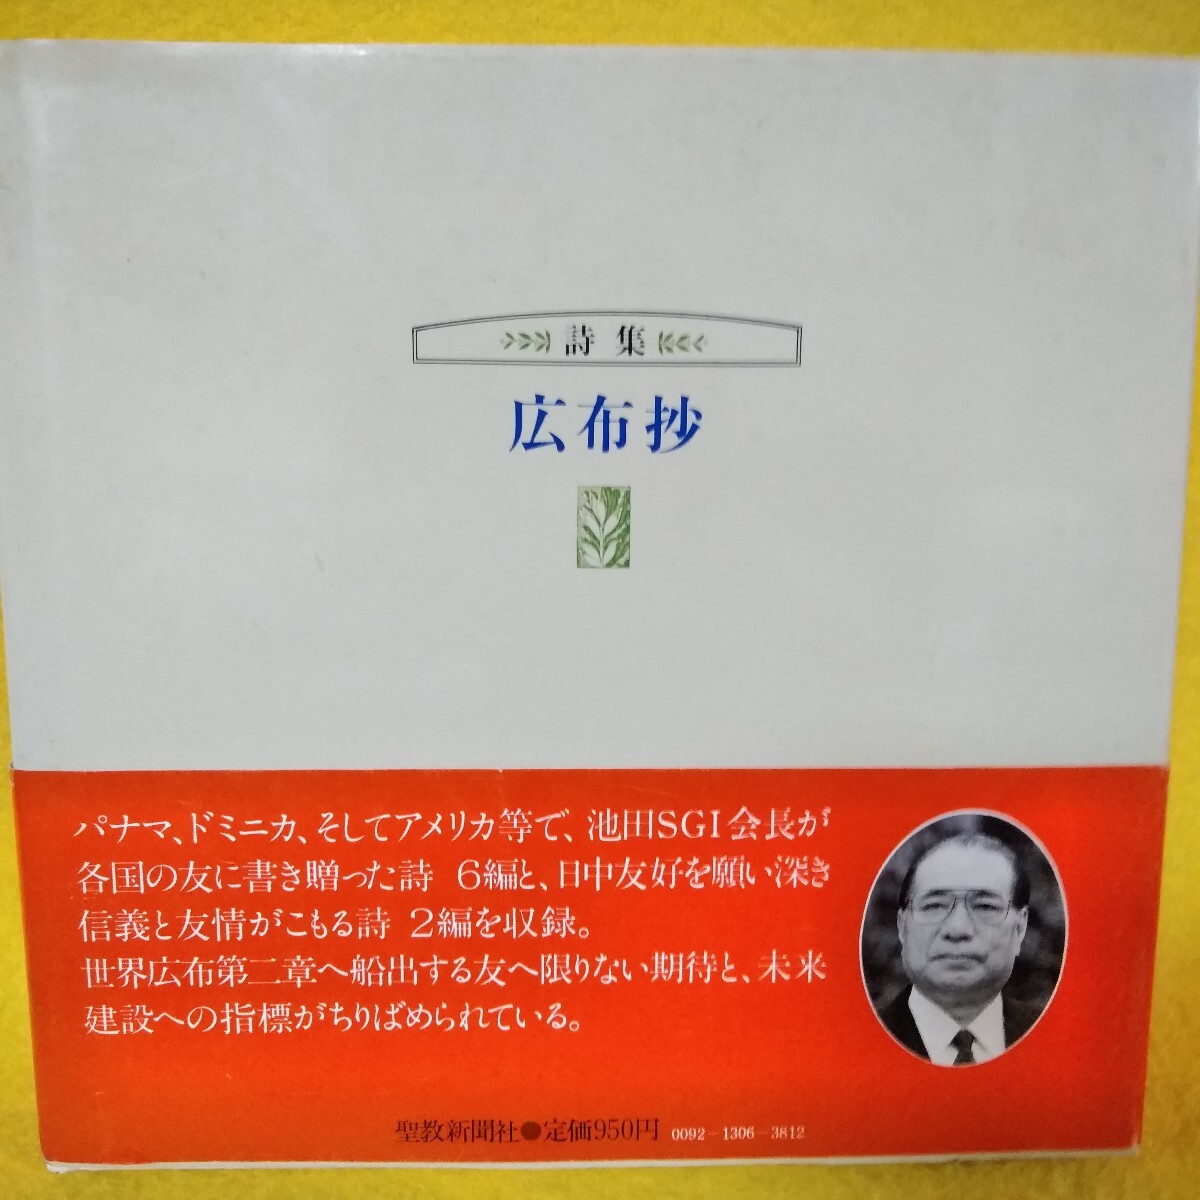 詩集
広布抄
パナマ、ドミニカ、そしてアメリカ等で、池田SGI会長が
各国の友に書き贈った詩 6編と、日中友好を願い深き
信義と友情がこもる詩 2編を収録。
世界広布第二章へ船出する友へ限りない期待と、未来
建設への指標がちりばめられている。
聖教新聞社●定価950円 0092-1306-3812